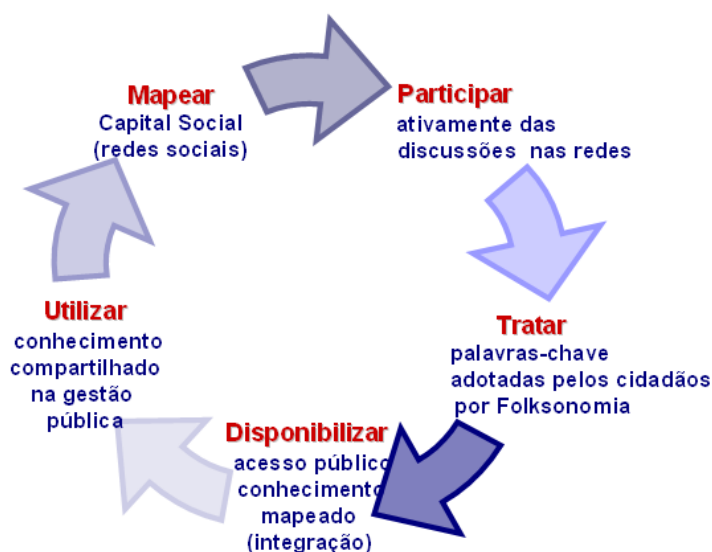 Mapear
Capital Social
(redes sociais)
Participar
ativamente das
discussões nas redes
Tratar
palavras-chave
adotadas pelos cidadãos
por Folksonomia
Disponibilizar
acesso público
conhecimento
mapeado
(integração)
Utilizar
conhecimento
compartilhado
na gestão
pública